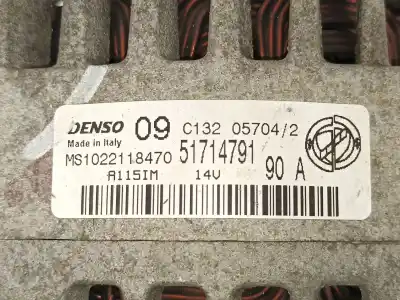 DENSO 09 C132 05704/2
Made in Italy
MS1022118470 51714791
A115IM 14V 90 A